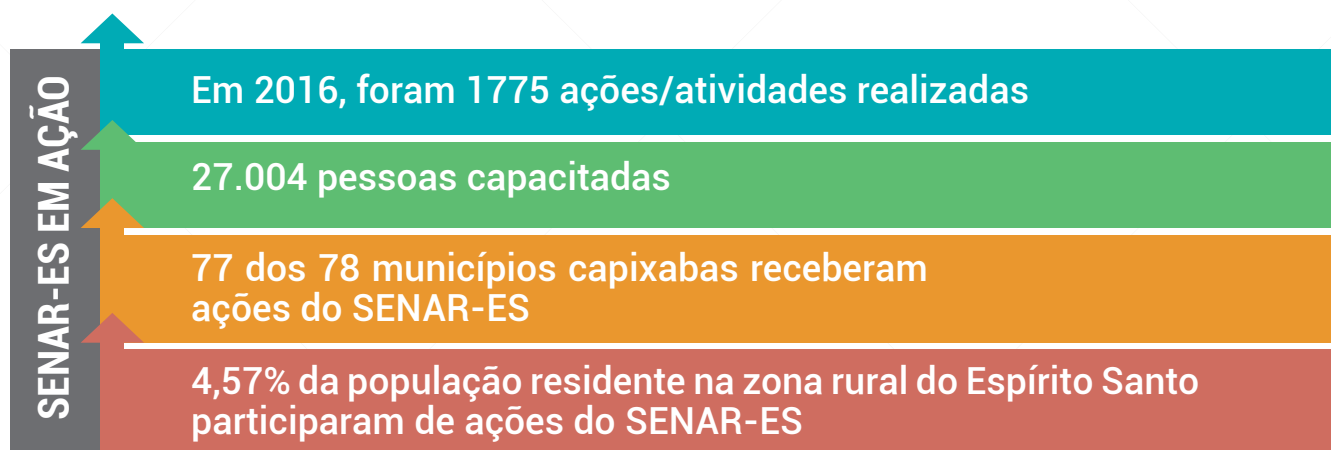 SENAR-ES EM AÇÃO
Em 2016, foram 1775 ações/atividades realizadas
27.004 pessoas capacitadas
77 dos 78 municípios capixabas receberam
ações do SENAR-ES
4,57% da população residente na zona rural do Espírito Santo
participaram de ações do SENAR-ES